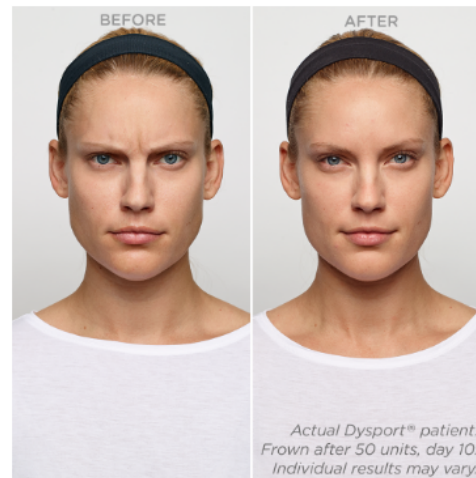 BEFORE
AFTER
Actual Dysport® patient.
Frown after 50 units, day 10.
Individual results may vary.